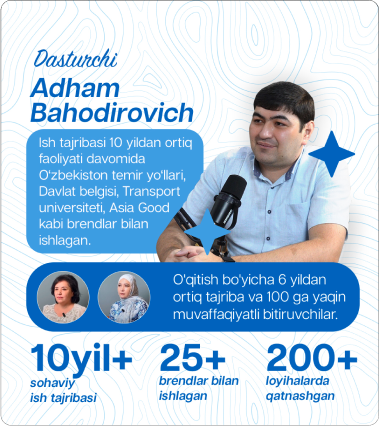 Dasturchi
Adham
Bahodirovich
Ish tajribasi 10 yildan ortiq
faoliyati davomida
O'zbekiston temir yo'llari,
Davlat belgisi, Transport
universiteti, Asia Good
kabi brendlar bilan
ishlagan.
O'qitish bo'yicha 6 yildan
ortiq tajriba va 100 ga yaqin
muvaffaqiyatli bitiruvchilar.
10yil+
sohaviy
ish tajribasi
25+
brendlar bilan
ishlagan
200+
loyihalarda
qatnashgan